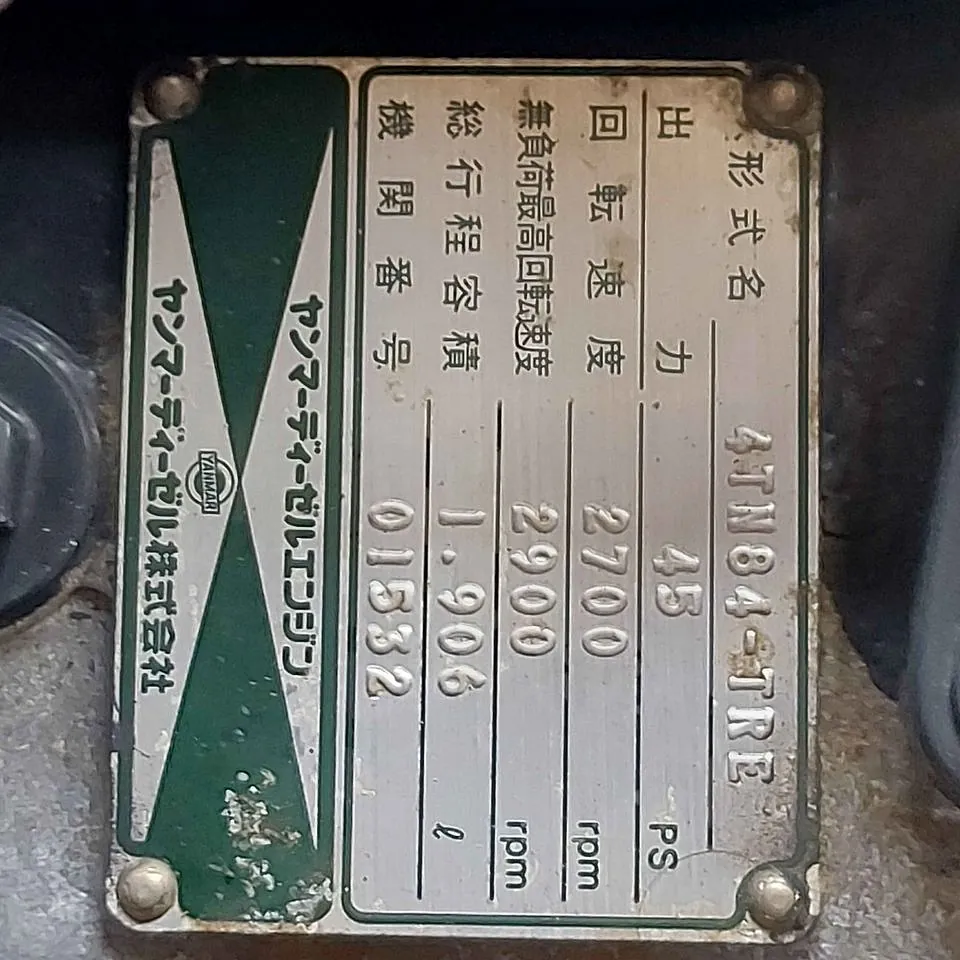 形式名 4TN84-TRE
出力 45 PS
回転速度 2700 rpm
無負荷最高回転速度 2900 rpm
総行程容積 1.906 ℓ
機関番号 01532
ヤンマーディーゼルエンジン
YANMAR
ヤンマーディーゼル株式会社